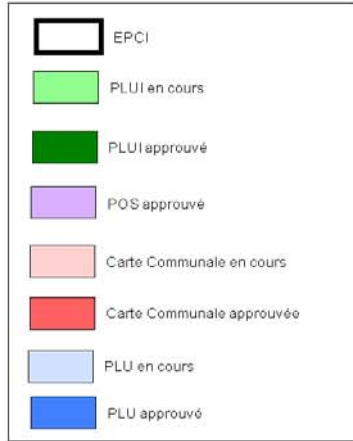 EPCI
PLUI en cours
PLUI approuvé
POS approuvé
Carte Communale en cours
Carte Communale approuvée
PLU en cours
PLU approuvé